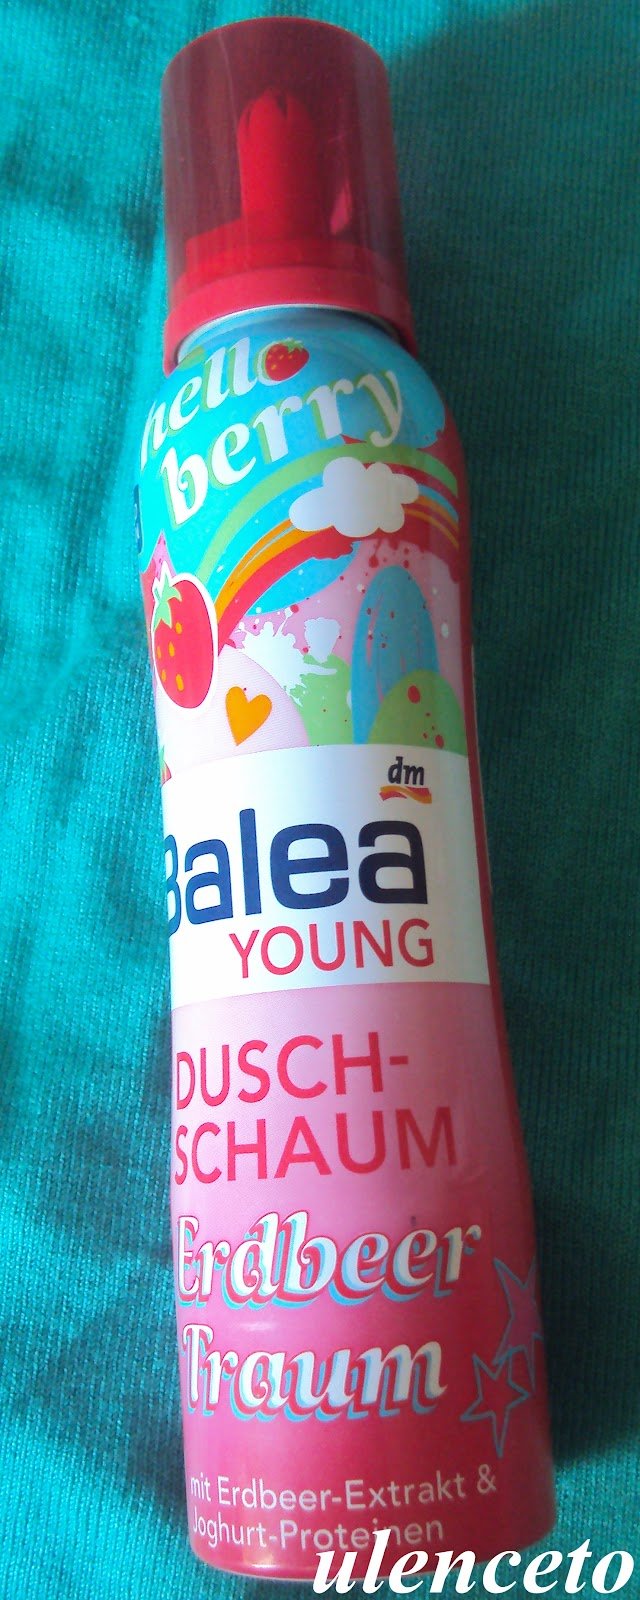 hello
berry
dm
Balea
YOUNG
DUSCH-
SCHAUM
Erdbeer
Traum
mit Erdbeer-Extrakt &
Joghurt-Proteinen
ulenceto